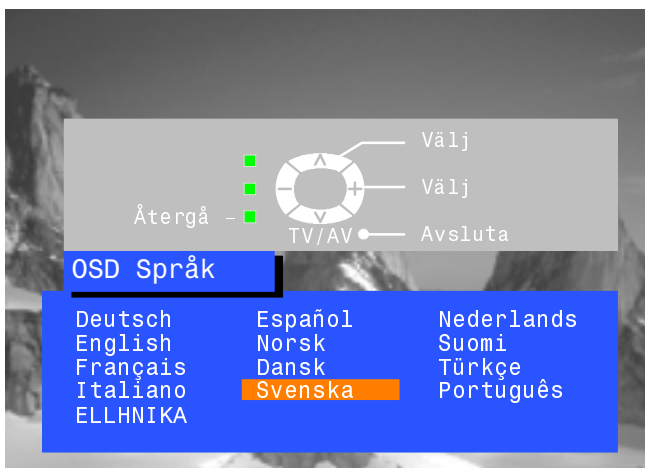 Välj
Välj
Återgå
TV/AV Avsluta
OSD Språk
Deutsch Español Nederlands
English Norsk Suomi
Français Dansk Türkçe
Italiano Svenska Português
ELLHNIKA